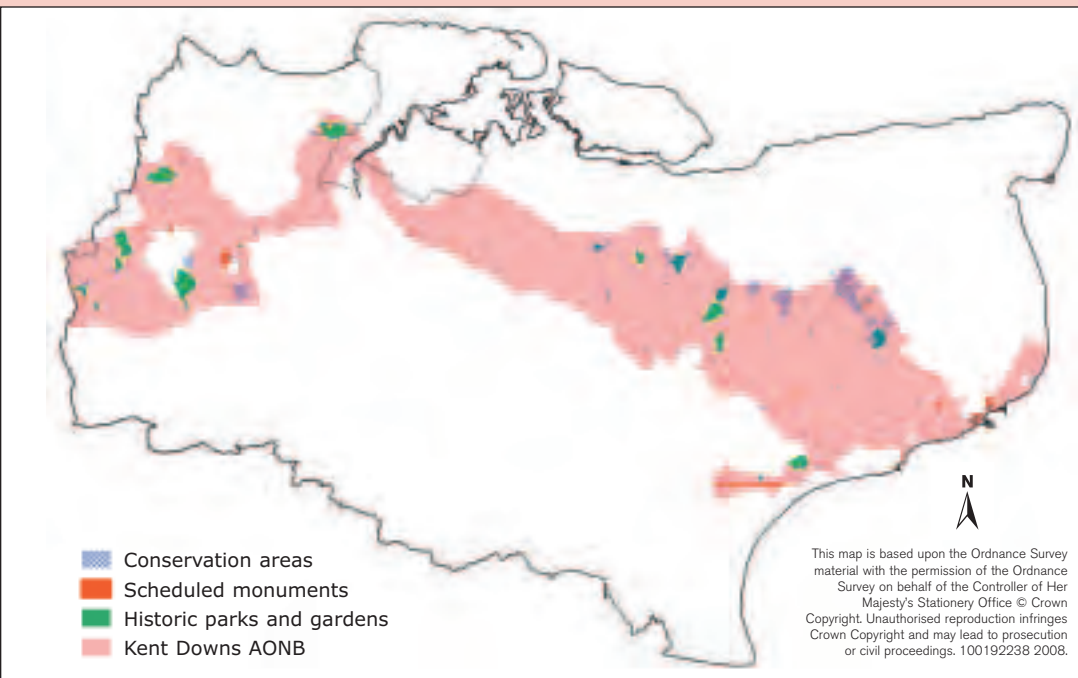 N
Conservation areas
Scheduled monuments
Historic parks and gardens
Kent Downs AONB
This map is based upon the Ordnance Survey
material with the permission of the Ordnance
Survey on behalf of the Controller of Her
Majesty's Stationery Office © Crown
Copyright. Unauthorised reproduction infringes
Crown Copyright and may lead to prosecution
or civil proceedings. 100192238 2008.